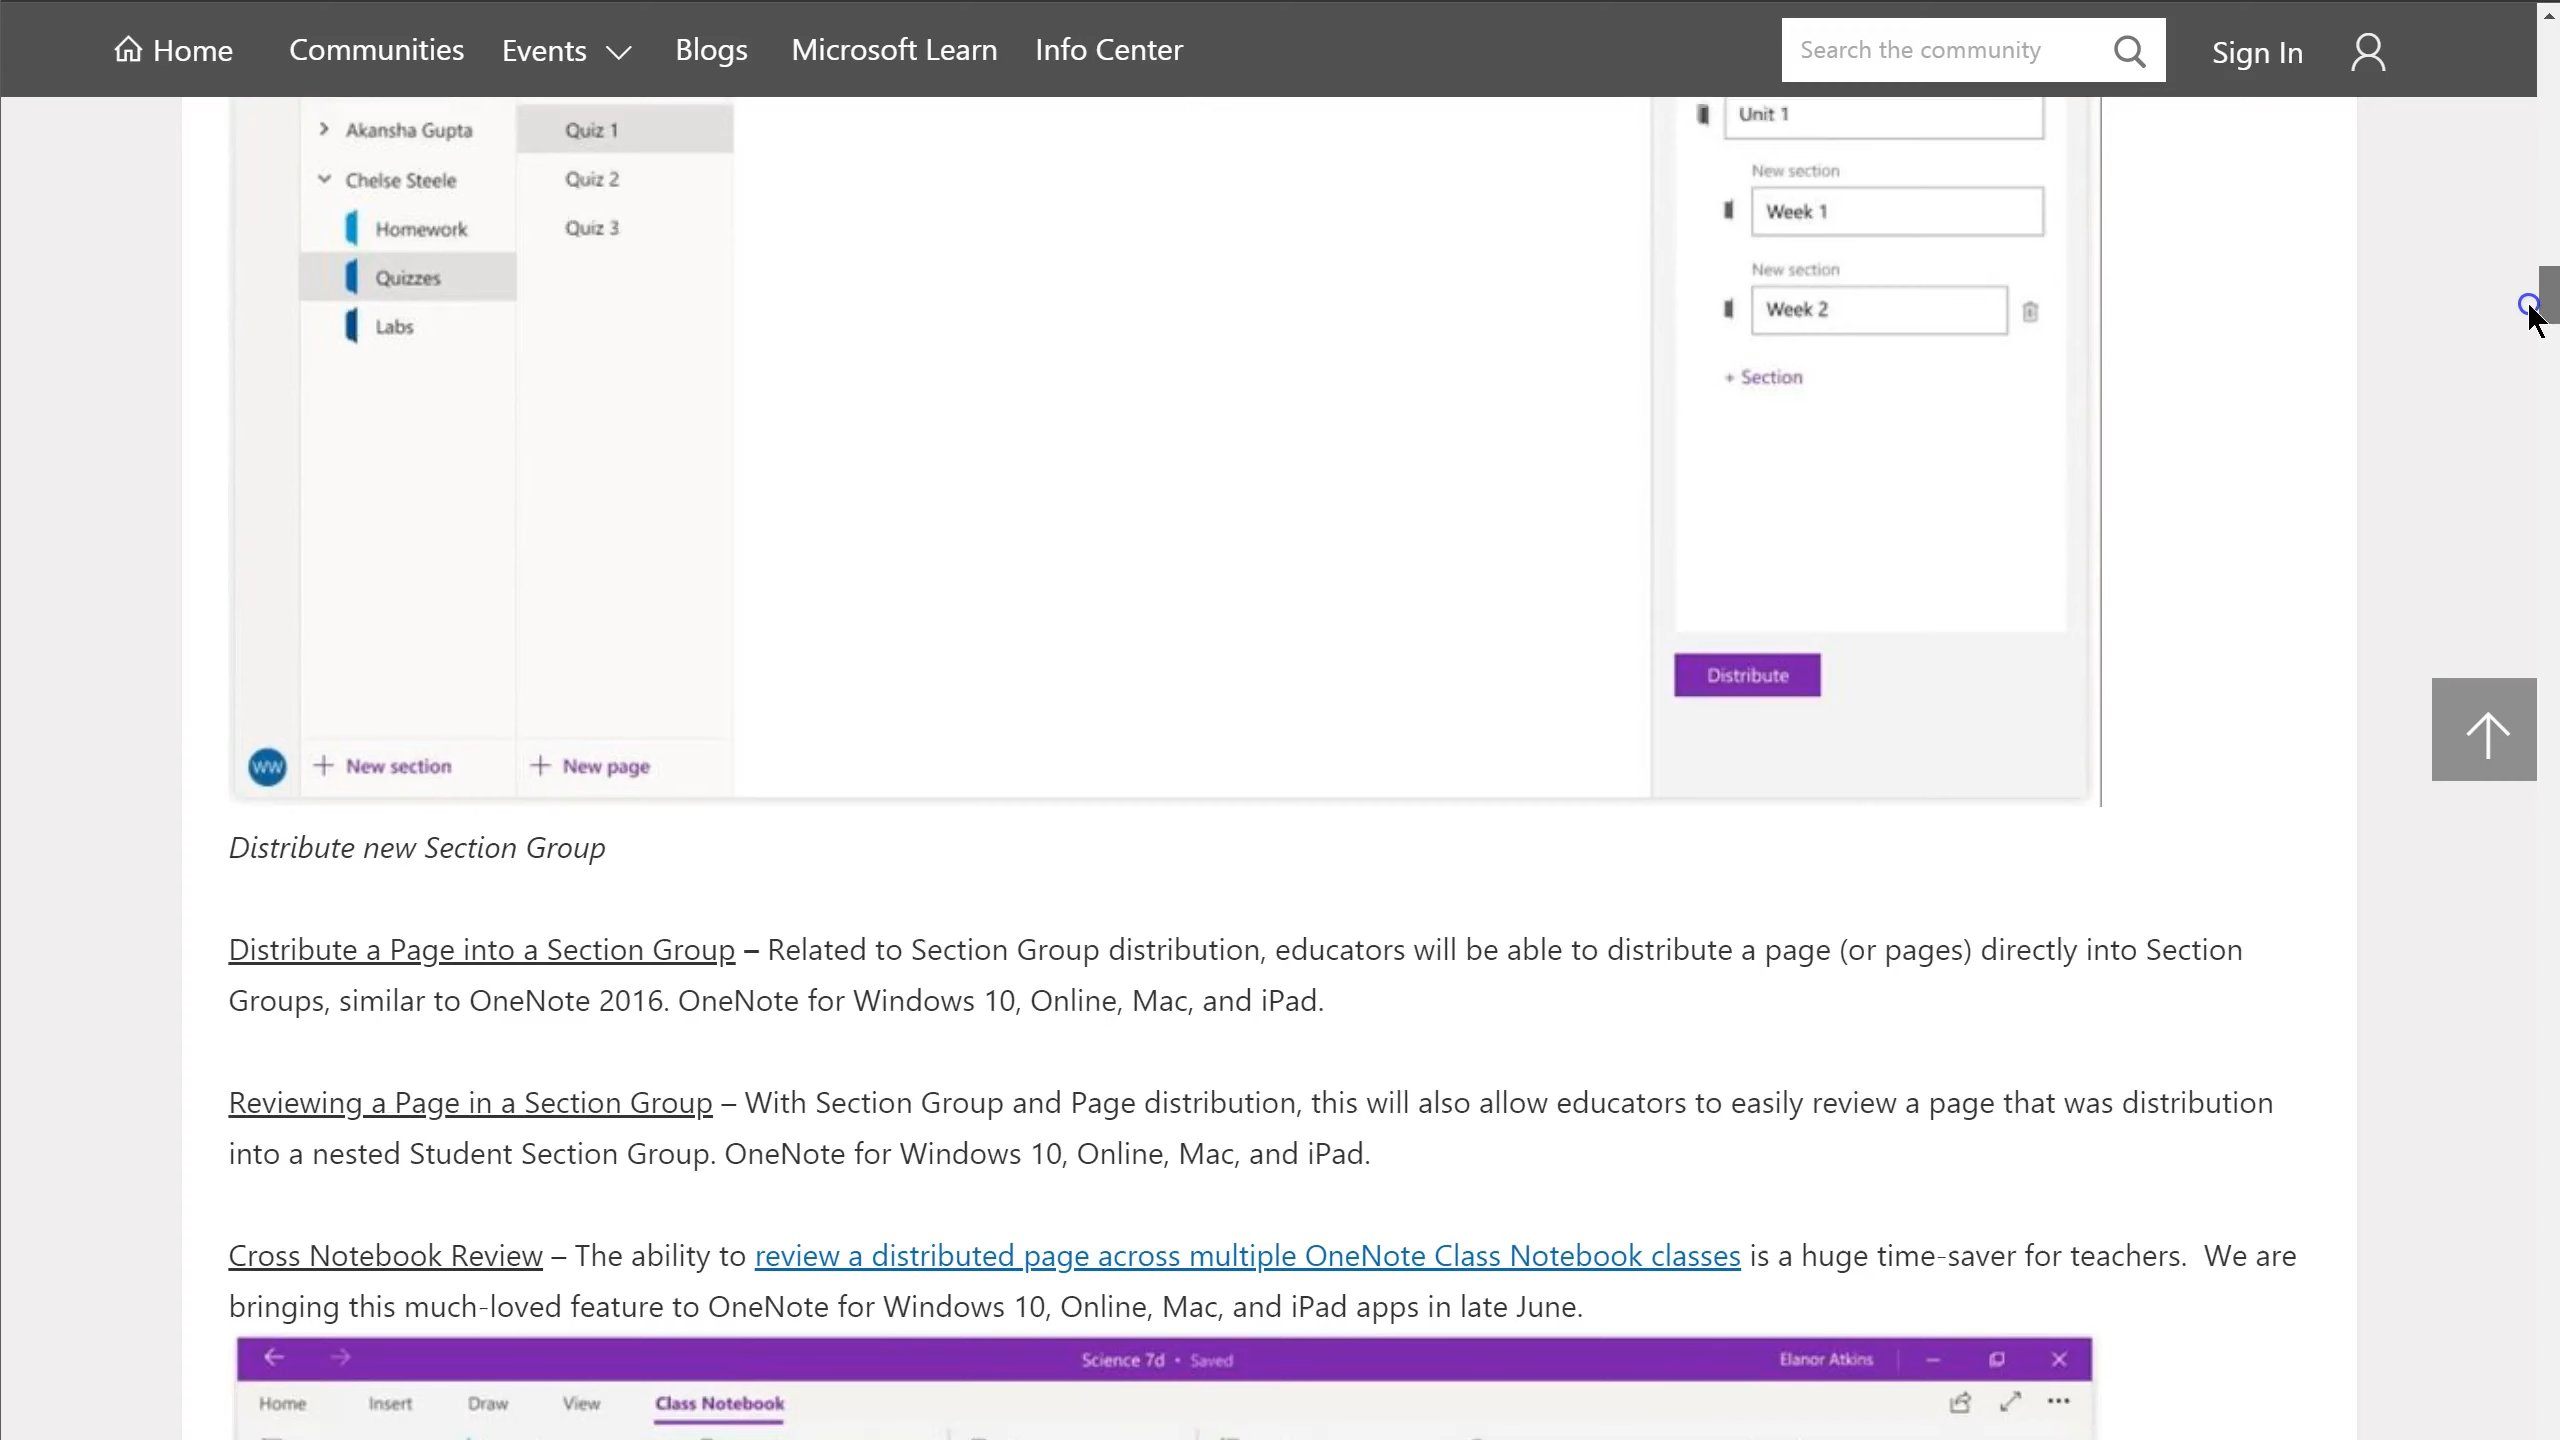 Home Communities Events Blogs Microsoft Learn Info Center Search the community Sign In
Akansha Gupta
Chelse Steele
Homework
Quizzes
Labs
Quiz 1
Quiz 2
Quiz 3
Unit 1
New section
Week 1
New section
Week 2
+ Section
Distribute
WW + New section + New page
Distribute new Section Group
Distribute a Page into a Section Group – Related to Section Group distribution, educators will be able to distribute a page (or pages) directly into Section
Groups, similar to OneNote 2016. OneNote for Windows 10, Online, Mac, and iPad.
Reviewing a Page in a Section Group – With Section Group and Page distribution, this will also allow educators to easily review a page that was distribution
into a nested Student Section Group. OneNote for Windows 10, Online, Mac, and iPad.
Cross Notebook Review – The ability to review a distributed page across multiple OneNote Class Notebook classes is a huge time-saver for teachers.  We are
bringing this much-loved feature to OneNote for Windows 10, Online, Mac, and iPad apps in late June.
Science 7d • Saved Elanor Atkins
Home Insert Draw View Class Notebook